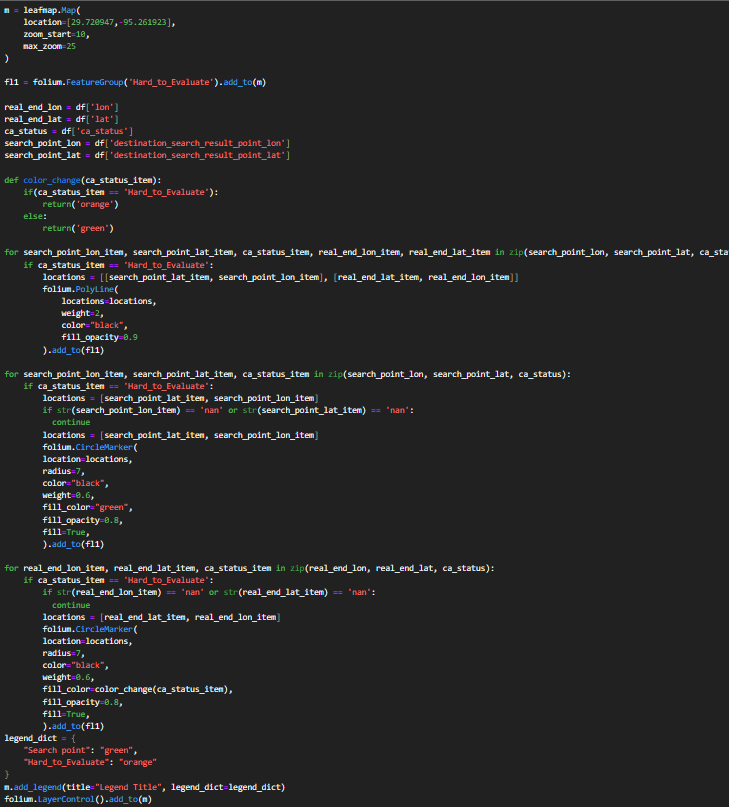 m = leafmap.Map(
    location=[29.720947,-95.261923],
    zoom_start=10,
    max_zoom=25
)
fl1 = folium.FeatureGroup('Hard_to_Evaluate').add_to(m)
real_end_lon = df['lon']
real_end_lat = df['lat']
ca_status = df['ca_status']
search_point_lon = df['destination_search_result_point_lon']
search_point_lat = df['destination_search_result_point_lat']
def color_change(ca_status_item):
    if(ca_status_item == 'Hard_to_Evaluate'):
        return('orange')
    else:
        return('green')
for search_point_lon_item, search_point_lat_item, ca_status_item, real_end_lon_item, real_end_lat_item in zip(search_point_lon, search_point_lat, ca_sta
    if ca_status_item == 'Hard_to_Evaluate':
        locations = [[search_point_lat_item, search_point_lon_item], [real_end_lat_item, real_end_lon_item]]
        folium.PolyLine(
            locations=locations,
            weight=2,
            color="black",
            fill_opacity=0.9
        ).add_to(fl1)
for search_point_lon_item, search_point_lat_item, ca_status_item in zip(search_point_lon, search_point_lat, ca_status):
    if ca_status_item == 'Hard_to_Evaluate':
        locations = [search_point_lat_item, search_point_lon_item]
        if str(search_point_lon_item) == 'nan' or str(search_point_lat_item) == 'nan':
          continue
        locations = [search_point_lat_item, search_point_lon_item]
        folium.CircleMarker(
        location=locations,
        radius=7,
        color="black",
        weight=0.6,
        fill_color="green",
        fill_opacity=0.8,
        fill=True,
        ).add_to(fl1)
for real_end_lon_item, real_end_lat_item, ca_status_item in zip(real_end_lon, real_end_lat, ca_status):
    if ca_status_item == 'Hard_to_Evaluate':
        if str(real_end_lon_item) == 'nan' or str(real_end_lat_item) == 'nan':
          continue
        locations = [real_end_lat_item, real_end_lon_item]
        folium.CircleMarker(
        location=locations,
        radius=7,
        color="black",
        weight=0.6,
        fill_color=color_change(ca_status_item),
        fill_opacity=0.8,
        fill=True,
        ).add_to(fl1)
legend_dict = {
    "Search point": "green",
    "Hard_to_Evaluate": "orange"
}
m.add_legend(title="Legend Title", legend_dict=legend_dict)
folium.LayerControl().add_to(m)